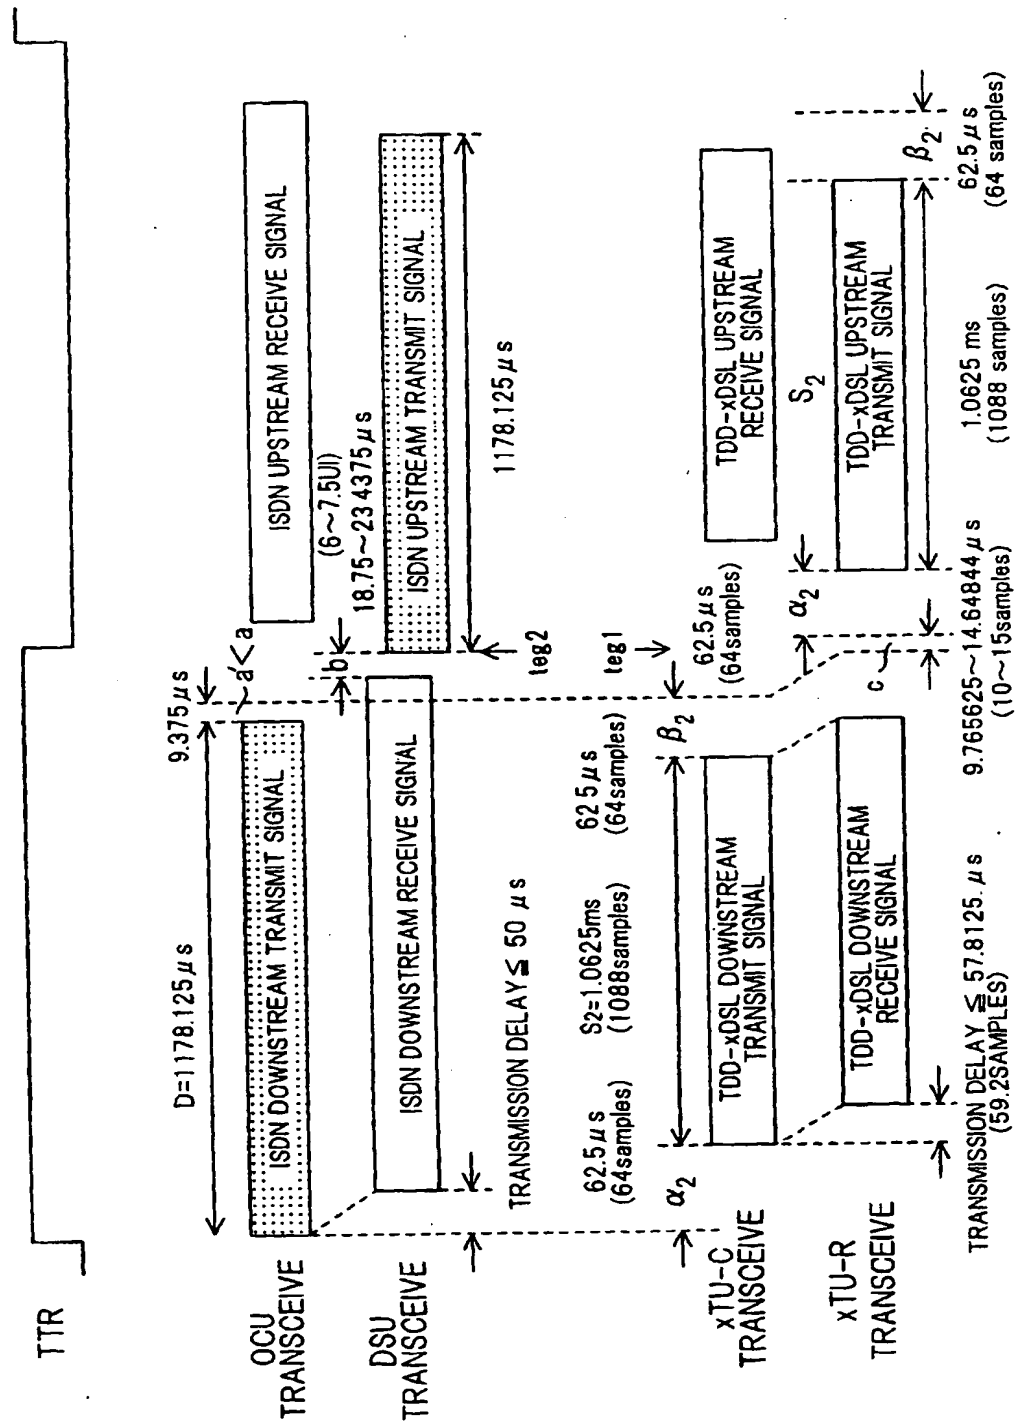 TTR
OCU
TRANSCEIVE
D=1178.125μs
9.375μs
ISDN DOWNSTREAM TRANSMIT SIGNAL
a'<a
ISDN UPSTREAM RECEIVE SIGNAL
DSU
TRANSCEIVE
ISDN DOWNSTREAM RECEIVE SIGNAL
b
(6~7.5UI)
18.75~23 4375μs
ISDN UPSTREAM TRANSMIT SIGNAL
TRANSMISSION DELAY≦ 50 μs
teg2
1178.125μs
teg1
62.5μs
(64samples)
α2
S2=1.0625ms
(1088samples)
62 5μs
(64samples)
β2
62.5μs
(64samples)
xTU-C
TRANSCEIVE
TDD-xDSL DOWNSTREAM
TRANSMIT SIGNAL
TDD-xDSL UPSTREAM
RECEIVE SIGNAL
α2
S2
xTU-R
TRANSCEIVE
TDD-xDSL DOWNSTREAM
RECEIVE SIGNAL
c
TDD-xDSL UPSTREAM
TRANSMIT SIGNAL
β2
TRANSMISSION DELAY ≦ 57.8125. μs
(59.2SAMPLES)
9.765625~14.64844μs
(10~15samples)
1.0625 ms
(1088 samples)
62.5μs
(64 samples)